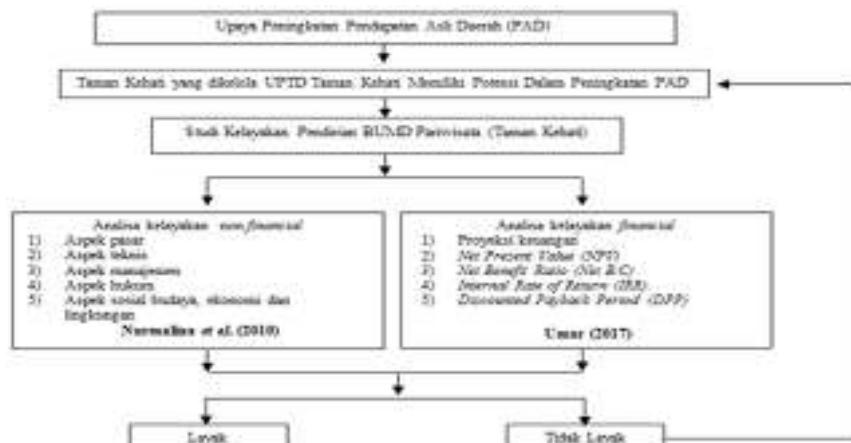 Upaya Peningkatan Pendapatan Asli Daerah (PAD)
Taman Kehati yang dikelola UPTD Taman Kehati Memiliki Potensi Dalam Peningkatan PAD
Studi Kelayakan Pendirian BUMD Pariwisata (Taman Kehati)
Analisa kelayakan non financial
1) Aspek pasar
2) Aspek teknis
3) Aspek manajemen
4) Aspek hukum
5) Aspek sosial budaya, ekonomi dan
lingkungan
Nurmalina et al. (2010)
Analisa kelayakan financial
1) Proyeksi keuangan
2) Net Present Value (NPV)
3) Net Benefit Ratio (Net B/C)
4) Internal Rate of Return (IRR)
5) Discounted Payback Period (DPP)
Umar (2017)
Layak
Tidak Layak